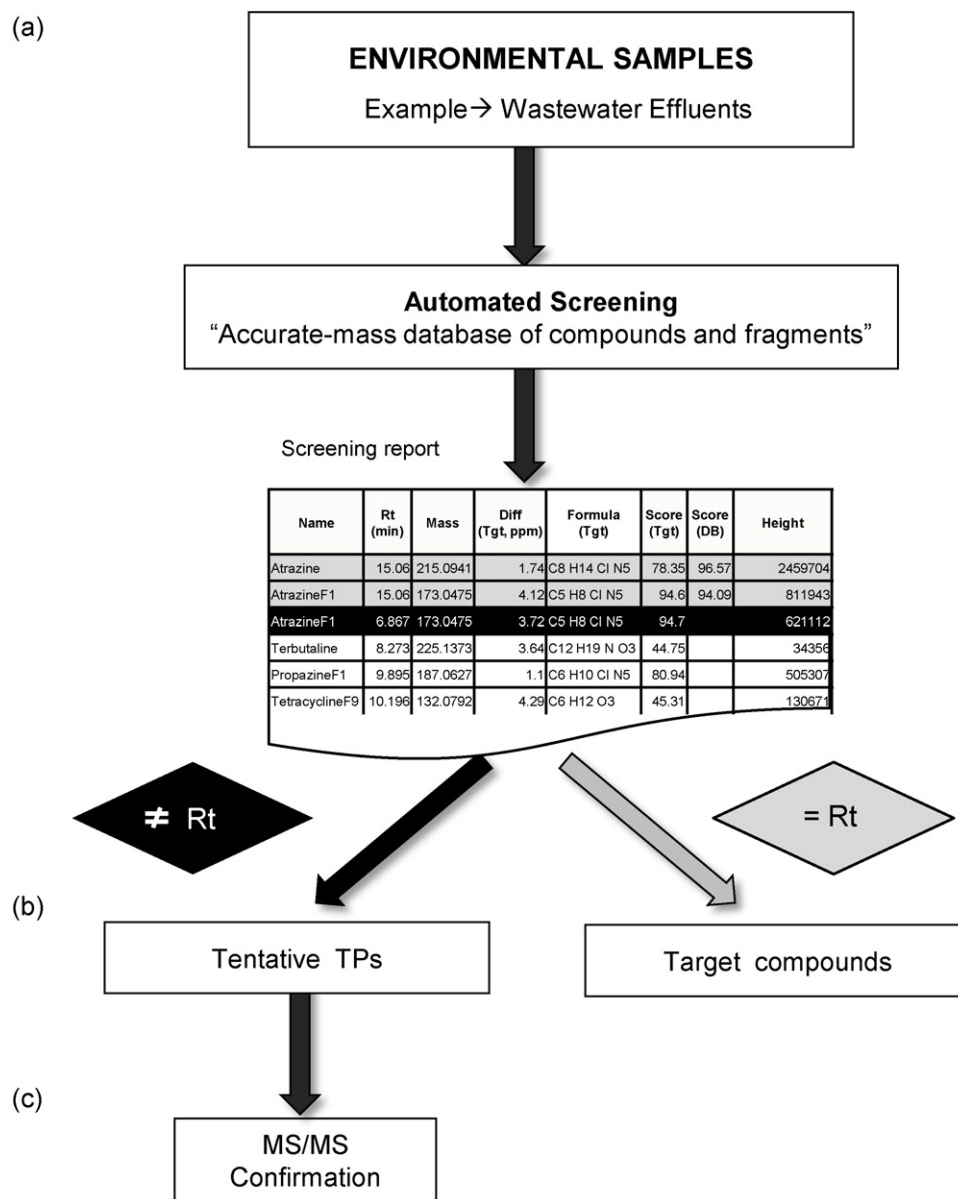 (a)
ENVIRONMENTAL SAMPLES
Example→ Wastewater Effluents
Automated Screening
“Accurate-mass database of compounds and fragments”
Screening report
Name Rt (min) Mass Diff (Tgt, ppm) Formula (Tgt) Score (Tgt) Score (DB) Height
Atrazine 15.06 215.0941 1.74 C8 H14 Cl N5 78.35 96.57 2459704
AtrazineF1 15.06 173.0475 4.12 C5 H8 Cl N5 94.6 94.09 811943
AtrazineF1 6.867 173.0475 3.72 C5 H8 Cl N5 94.7 621112
Terbutaline 8.273 225.1373 3.64 C12 H19 N O3 44.75 34356
PropazineF1 9.895 187.0627 1.1 C6 H10 Cl N5 80.94 505307
TetracyclineF9 10.196 132.0792 4.29 C6 H12 O3 45.31 130671
≠ Rt
= Rt
(b)
Tentative TPs
Target compounds
(c)
MS/MS
Confirmation